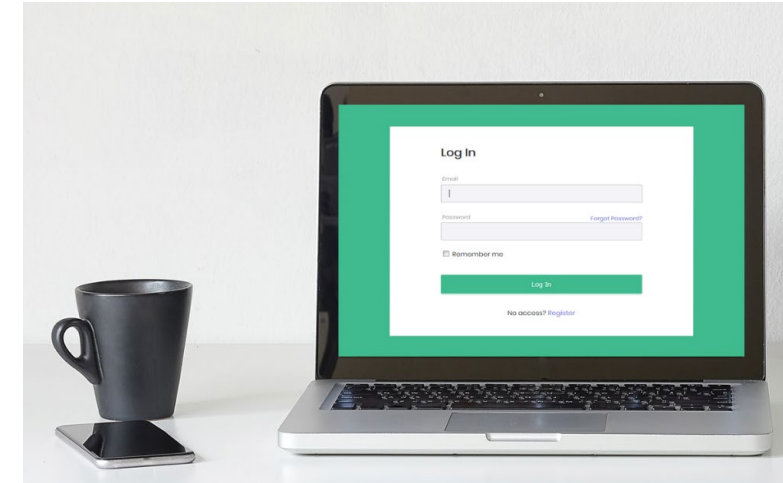 Log In
Email
Password Forgot Password?
Remember me
Log In
No access? Register